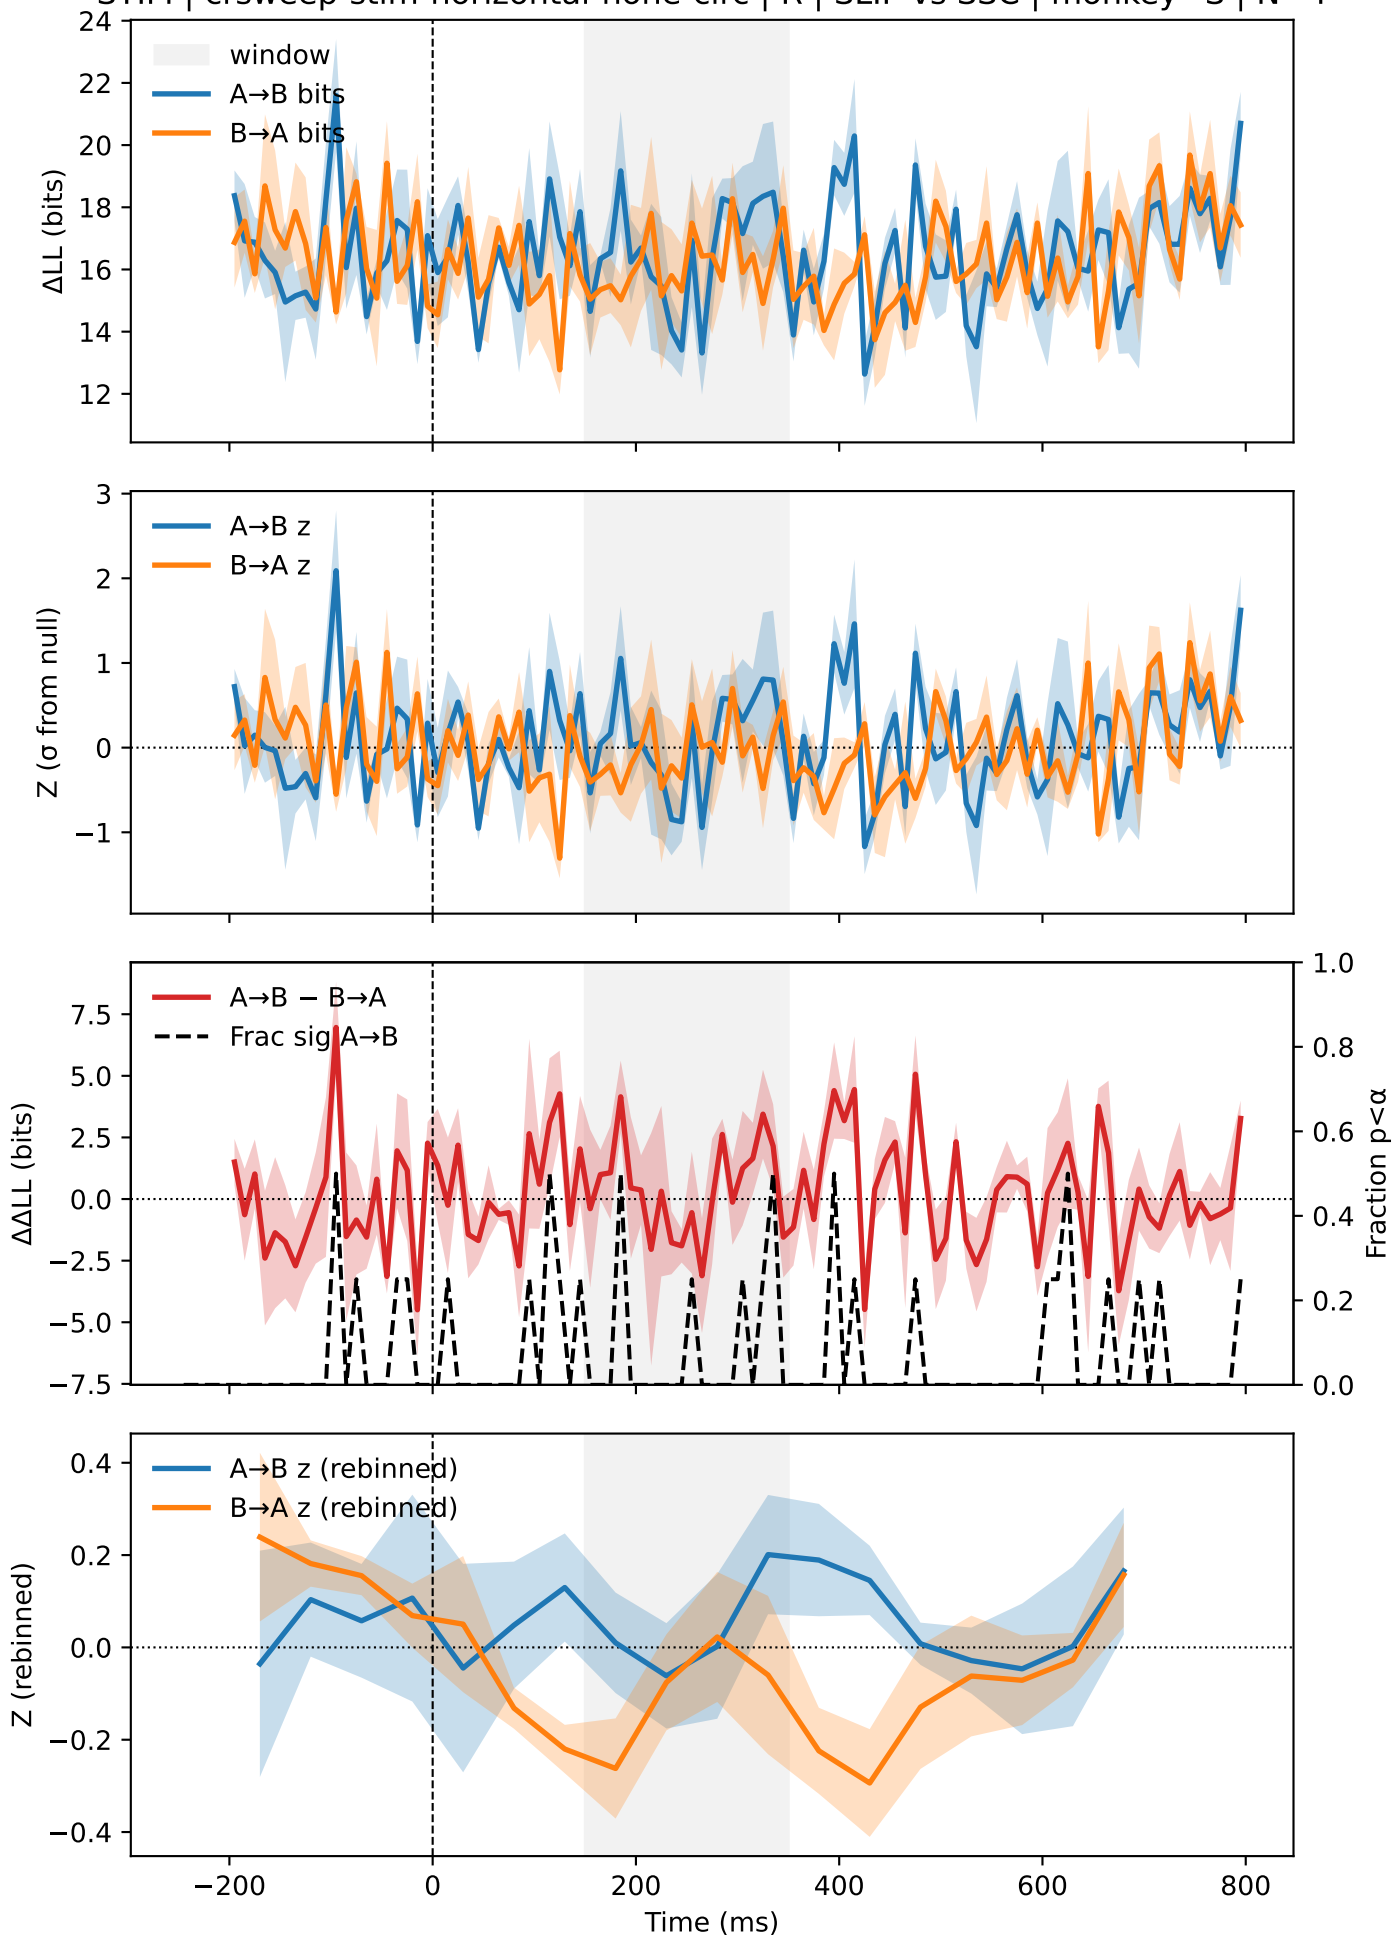 24
22
20
18
16
14
12
ΔLL (bits)
window
A→B bits
B→A bits
3
2
1
0
−1
Z (σ from null)
A→B z
B→A z
7.5
5.0
2.5
0.0
−2.5
−5.0
−7.5
ΔΔLL (bits)
A→B − B→A
Frac sig A→B
1.0
0.8
0.6
0.4
0.2
0.0
Fraction p<α
0.4
0.2
0.0
−0.2
−0.4
Z (rebinned)
A→B z (rebinned)
B→A z (rebinned)
−200
0
200
400
600
800
Time (ms)